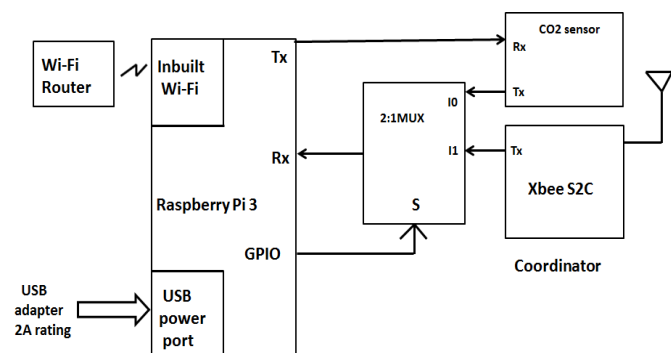 Wi-Fi
Router
Inbuilt
Wi-Fi
Tx
Rx
Raspberry Pi 3
GPIO
USB
power
port
USB
adapter
2A rating
2:1MUX
I0
I1
S
CO2 sensor
Rx
Tx
Tx
Xbee S2C
Coordinator